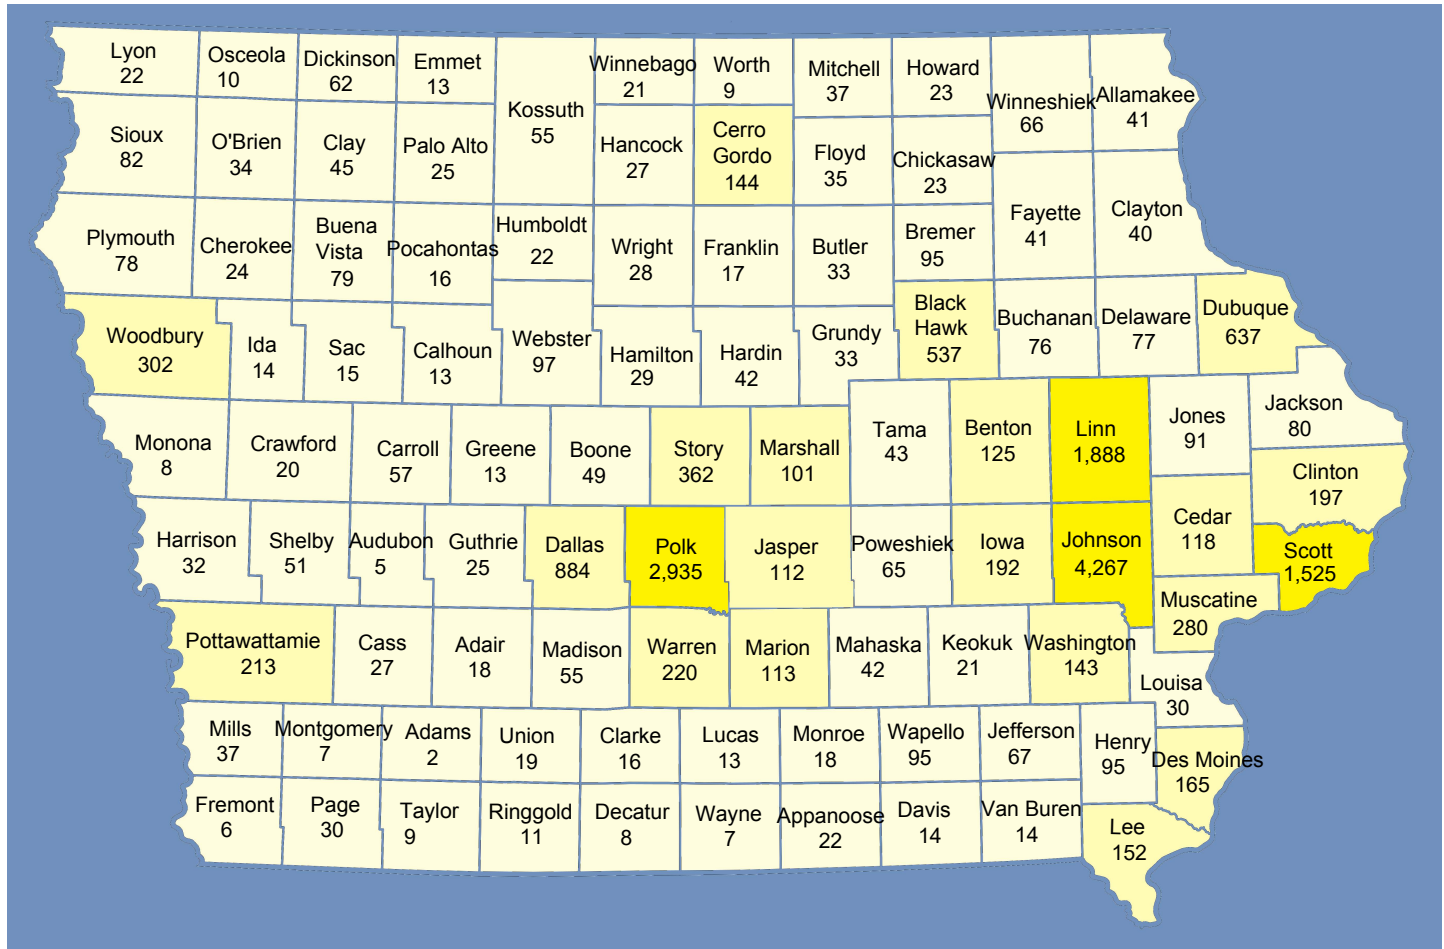 Lyon
22
Osceola
10
Dickinson
62
Emmet
13
Kossuth
55
Winnebago
21
Worth
9
Mitchell
37
Howard
23
Winneshiek
66
Allamakee
41
Sioux
82
O'Brien
34
Clay
45
Palo Alto
25
Hancock
27
Cerro
Gordo
144
Floyd
35
Chickasaw
23
Plymouth
78
Cherokee
24
Buena
Vista
79
Pocahontas
16
Humboldt
22
Wright
28
Franklin
17
Butler
33
Bremer
95
Fayette
41
Clayton
40
Woodbury
302
Ida
14
Sac
15
Calhoun
13
Webster
97
Hamilton
29
Hardin
42
Grundy
33
Black
Hawk
537
Buchanan
76
Delaware
77
Dubuque
637
Monona
8
Crawford
20
Carroll
57
Greene
13
Boone
49
Story
362
Marshall
101
Tama
43
Benton
125
Linn
1,888
Jones
91
Jackson
80
Clinton
197
Harrison
32
Shelby
51
Audubon
5
Guthrie
25
Dallas
884
Polk
2,935
Jasper
112
Poweshiek
65
Iowa
192
Johnson
4,267
Cedar
118
Scott
1,525
Muscatine
280
Pottawattamie
213
Cass
27
Adair
18
Madison
55
Warren
220
Marion
113
Mahaska
42
Keokuk
21
Washington
143
Louisa
30
Mills
37
Montgomery
7
Adams
2
Union
19
Clarke
16
Lucas
13
Monroe
18
Wapello
95
Jefferson
67
Henry
95
Des Moines
165
Fremont
6
Page
30
Taylor
9
Ringgold
11
Decatur
8
Wayne
7
Appanoose
22
Davis
14
Van Buren
14
Lee
152